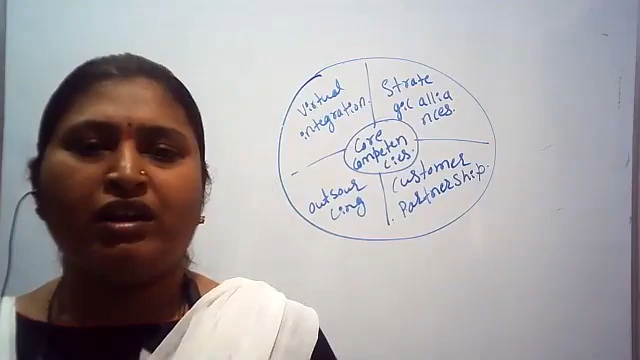 virtual
integration.
Strate
gic allia
nces.
Core
competen
cies.
outsour
cing
Customer
Partnership.